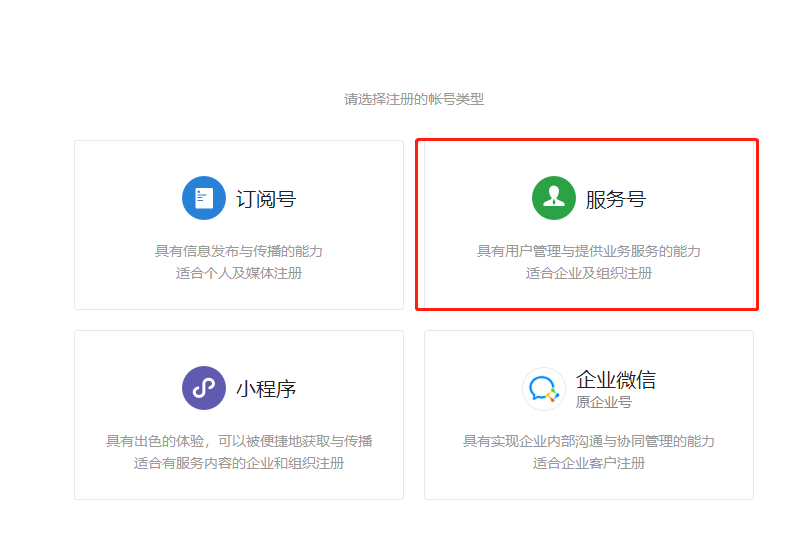 请选择注册的帐号类型
订阅号
具有信息发布与传播的能力
适合个人及媒体注册
服务号
具有用户管理与提供业务服务的能力
适合企业及组织注册
小程序
具有出色的体验，可以被便捷地获取与传播
适合有服务内容的企业和组织注册
企业微信
原企业号
具有实现企业内部沟通与协同管理的能力
适合企业客户注册